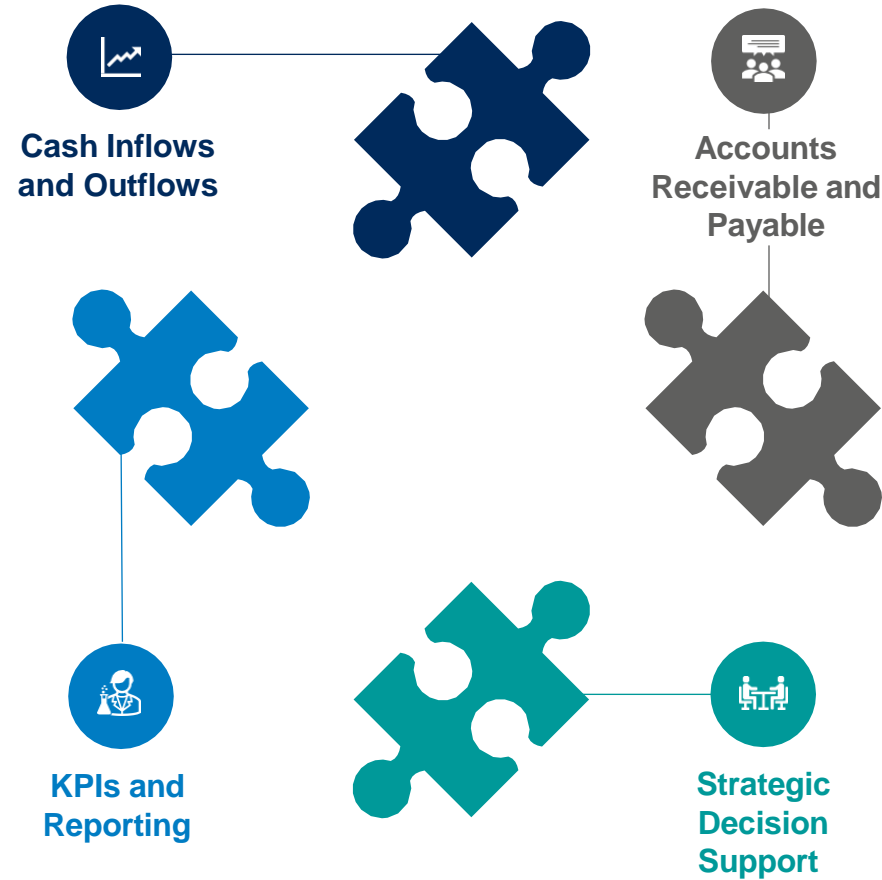 Cash Inflows
and Outflows
Accounts
Receivable and
Payable
KPIs and
Reporting
Strategic
Decision
Support